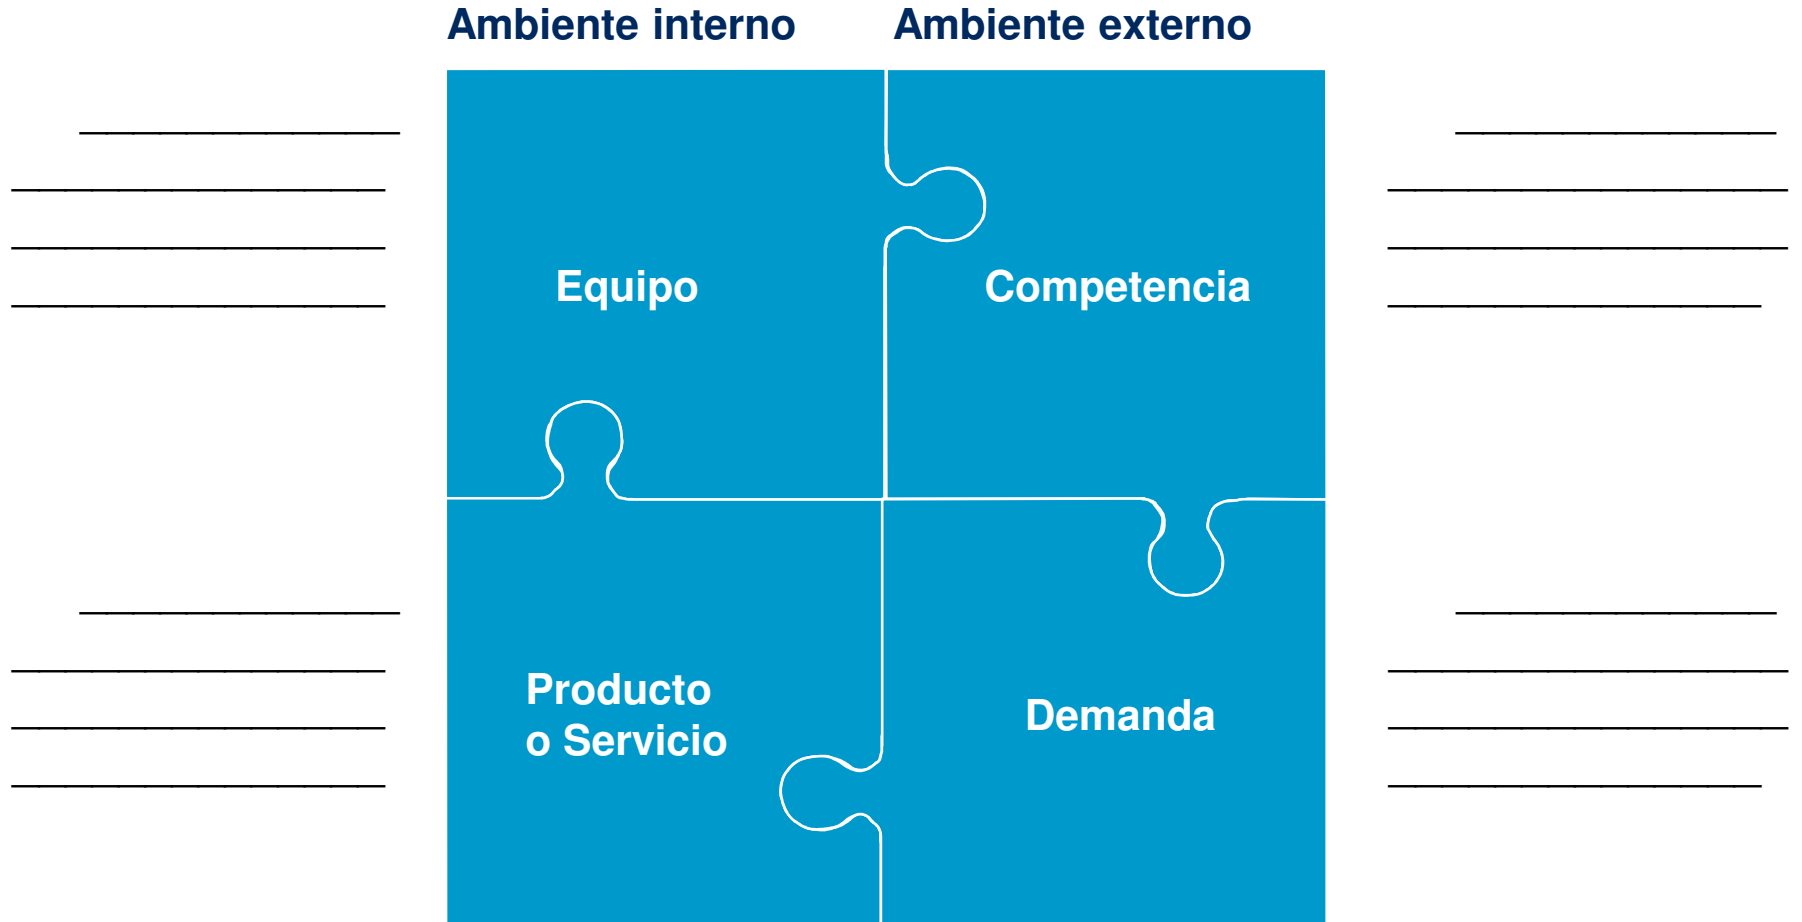 Ambiente interno
Ambiente externo
Equipo
Competencia
Producto
o Servicio
Demanda